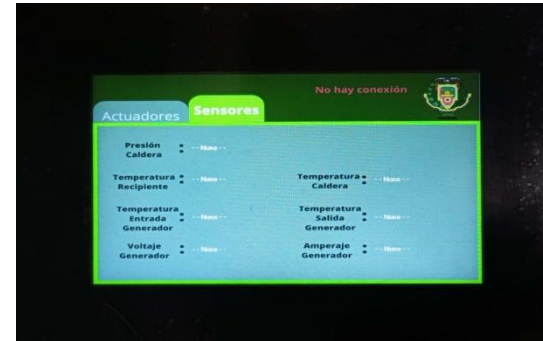 No hay conexión
Actuadores
Sensores
Presión
Caldera
:
--None--
Temperatura
Recipiente
:
--None--
Temperatura
Caldera
:
--None--
Temperatura
Entrada
Generador
:
--None--
Temperatura
Salida
Generador
:
--None--
Voltaje
Generador
:
--None--
Amperaje
Generador
:
--None--